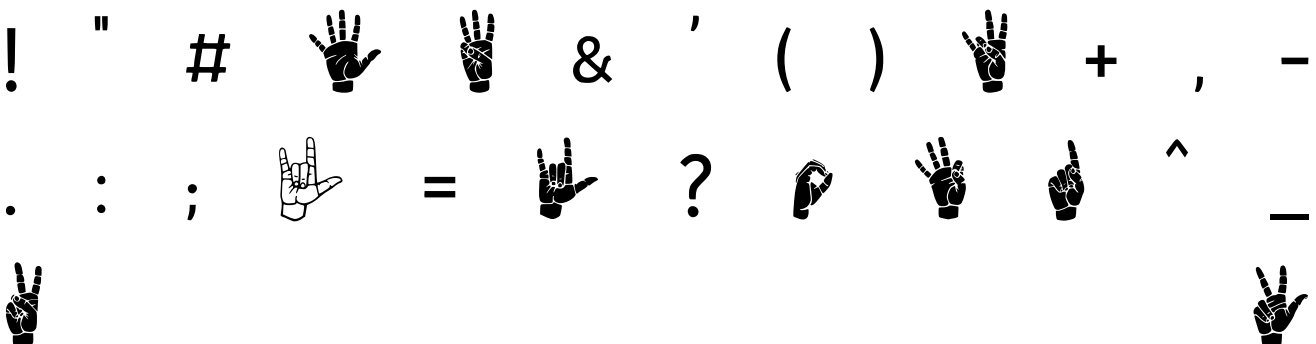 ! " # & ' ( ) + , -
. : ; = ? ^ _